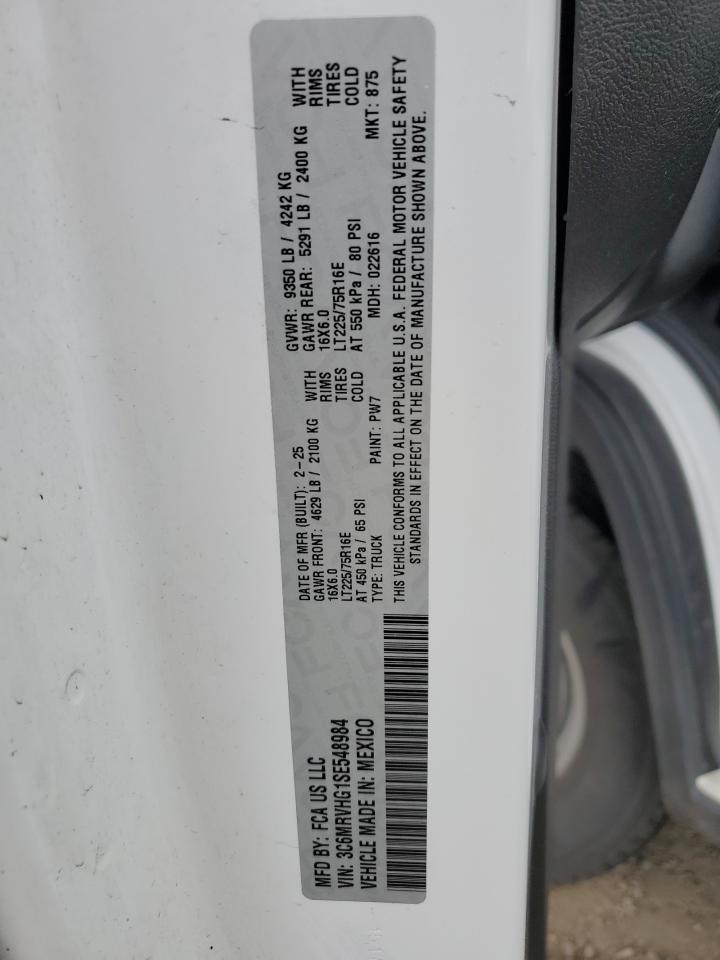 MFD BY: FCA US LLC
VIN: 3C6MRVHG1SE548984
VEHICLE MADE IN: MEXICO
DATE OF MFR (BUILT): 2-25 GVWR: 9350 LB / 4242 KG
GAWR FRONT: 4629 LB / 2100 KG WITH GAWR REAR: 5291 LB / 2400 KG WITH
16X6.0 RIMS 16X6.0 RIMS
LT225/75R16E TIRES LT225/75R16E TIRES
AT 450 kPa / 65 PSI COLD AT 550 kPa / 80 PSI COLD
TYPE: TRUCK PAINT: PW7 MDH: 022616 MKT: 875
THIS VEHICLE CONFORMS TO ALL APPLICABLE U.S.A. FEDERAL MOTOR VEHICLE SAFETY
STANDARDS IN EFFECT ON THE DATE OF MANUFACTURE SHOWN ABOVE.